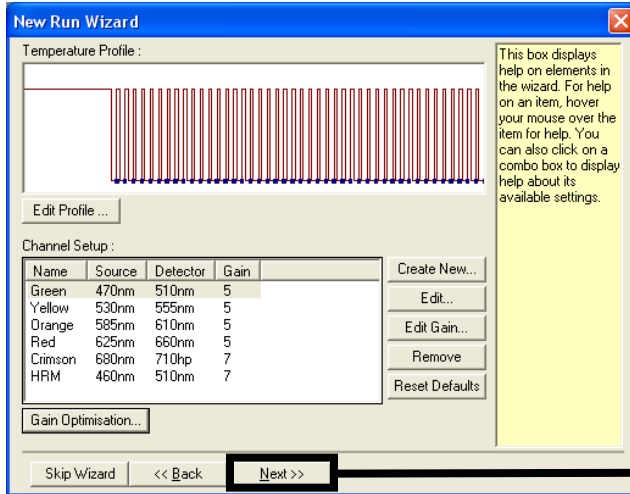 New Run Wizard
Temperature Profile :
Edit Profile ...
Channel Setup :
Name Source Detector Gain
Green 470nm 510nm 5
Yellow 530nm 555nm 5
Orange 585nm 610nm 5
Red 625nm 660nm 5
Crimson 680nm 710hp 7
HRM 460nm 510nm 7
Create New...
Edit...
Edit Gain...
Remove
Reset Defaults
Gain Optimisation...
This box displays
help on elements in
the wizard. For help
on an item, hover
your mouse over the
item for help. You
can also click on a
combo box to display
help about its
available settings.
Skip Wizard
<< Back
Next >>